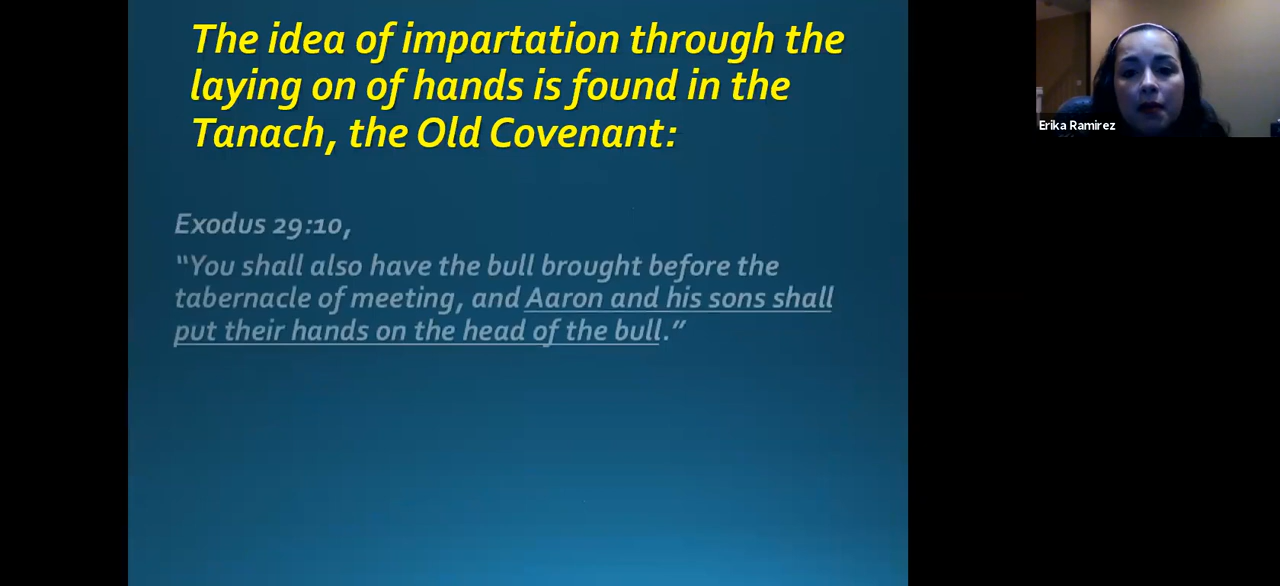 The idea of impartation through the
laying on of hands is found in the
Tanach, the Old Covenant:
Exodus 29:10,
“You shall also have the bull brought before the
tabernacle of meeting, and Aaron and his sons shall
put their hands on the head of the bull.”
Erika Ramirez